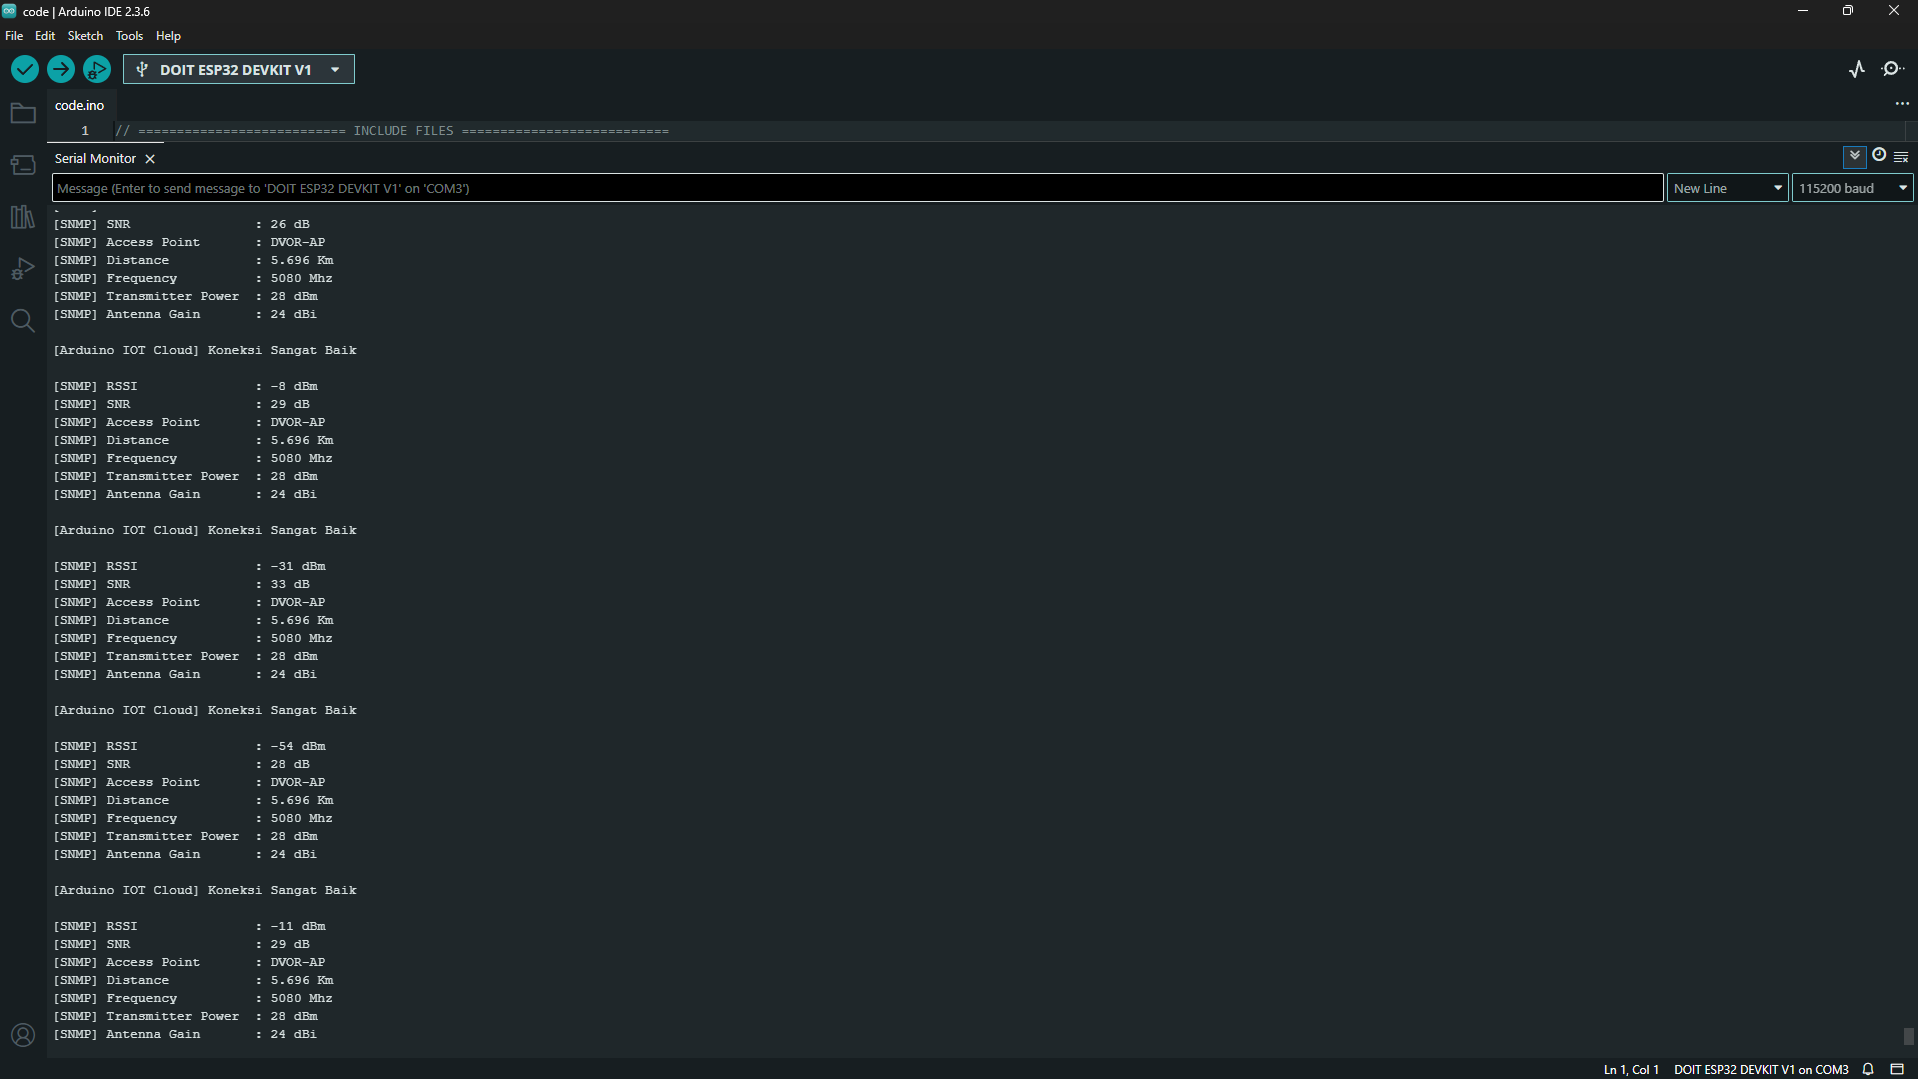 code | Arduino IDE 2.3.6
File Edit Sketch Tools Help
DOIT ESP32 DEVKIT V1
code.ino
1 // =========================== INCLUDE FILES ===========================
Serial Monitor
Message (Enter to send message to 'DOIT ESP32 DEVKIT V1' on 'COM3')
New Line
115200 baud
[SNMP] SNR : 26 dB
[SNMP] Access Point : DVOR-AP
[SNMP] Distance : 5.696 Km
[SNMP] Frequency : 5080 Mhz
[SNMP] Transmitter Power : 28 dBm
[SNMP] Antenna Gain : 24 dBi
[Arduino IOT Cloud] Koneksi Sangat Baik
[SNMP] RSSI : -8 dBm
[SNMP] SNR : 29 dB
[SNMP] Access Point : DVOR-AP
[SNMP] Distance : 5.696 Km
[SNMP] Frequency : 5080 Mhz
[SNMP] Transmitter Power : 28 dBm
[SNMP] Antenna Gain : 24 dBi
[Arduino IOT Cloud] Koneksi Sangat Baik
[SNMP] RSSI : -31 dBm
[SNMP] SNR : 33 dB
[SNMP] Access Point : DVOR-AP
[SNMP] Distance : 5.696 Km
[SNMP] Frequency : 5080 Mhz
[SNMP] Transmitter Power : 28 dBm
[SNMP] Antenna Gain : 24 dBi
[Arduino IOT Cloud] Koneksi Sangat Baik
[SNMP] RSSI : -54 dBm
[SNMP] SNR : 28 dB
[SNMP] Access Point : DVOR-AP
[SNMP] Distance : 5.696 Km
[SNMP] Frequency : 5080 Mhz
[SNMP] Transmitter Power : 28 dBm
[SNMP] Antenna Gain : 24 dBi
[Arduino IOT Cloud] Koneksi Sangat Baik
[SNMP] RSSI : -11 dBm
[SNMP] SNR : 29 dB
[SNMP] Access Point : DVOR-AP
[SNMP] Distance : 5.696 Km
[SNMP] Frequency : 5080 Mhz
[SNMP] Transmitter Power : 28 dBm
[SNMP] Antenna Gain : 24 dBi
Ln 1, Col 1 DOIT ESP32 DEVKIT V1 on COM3